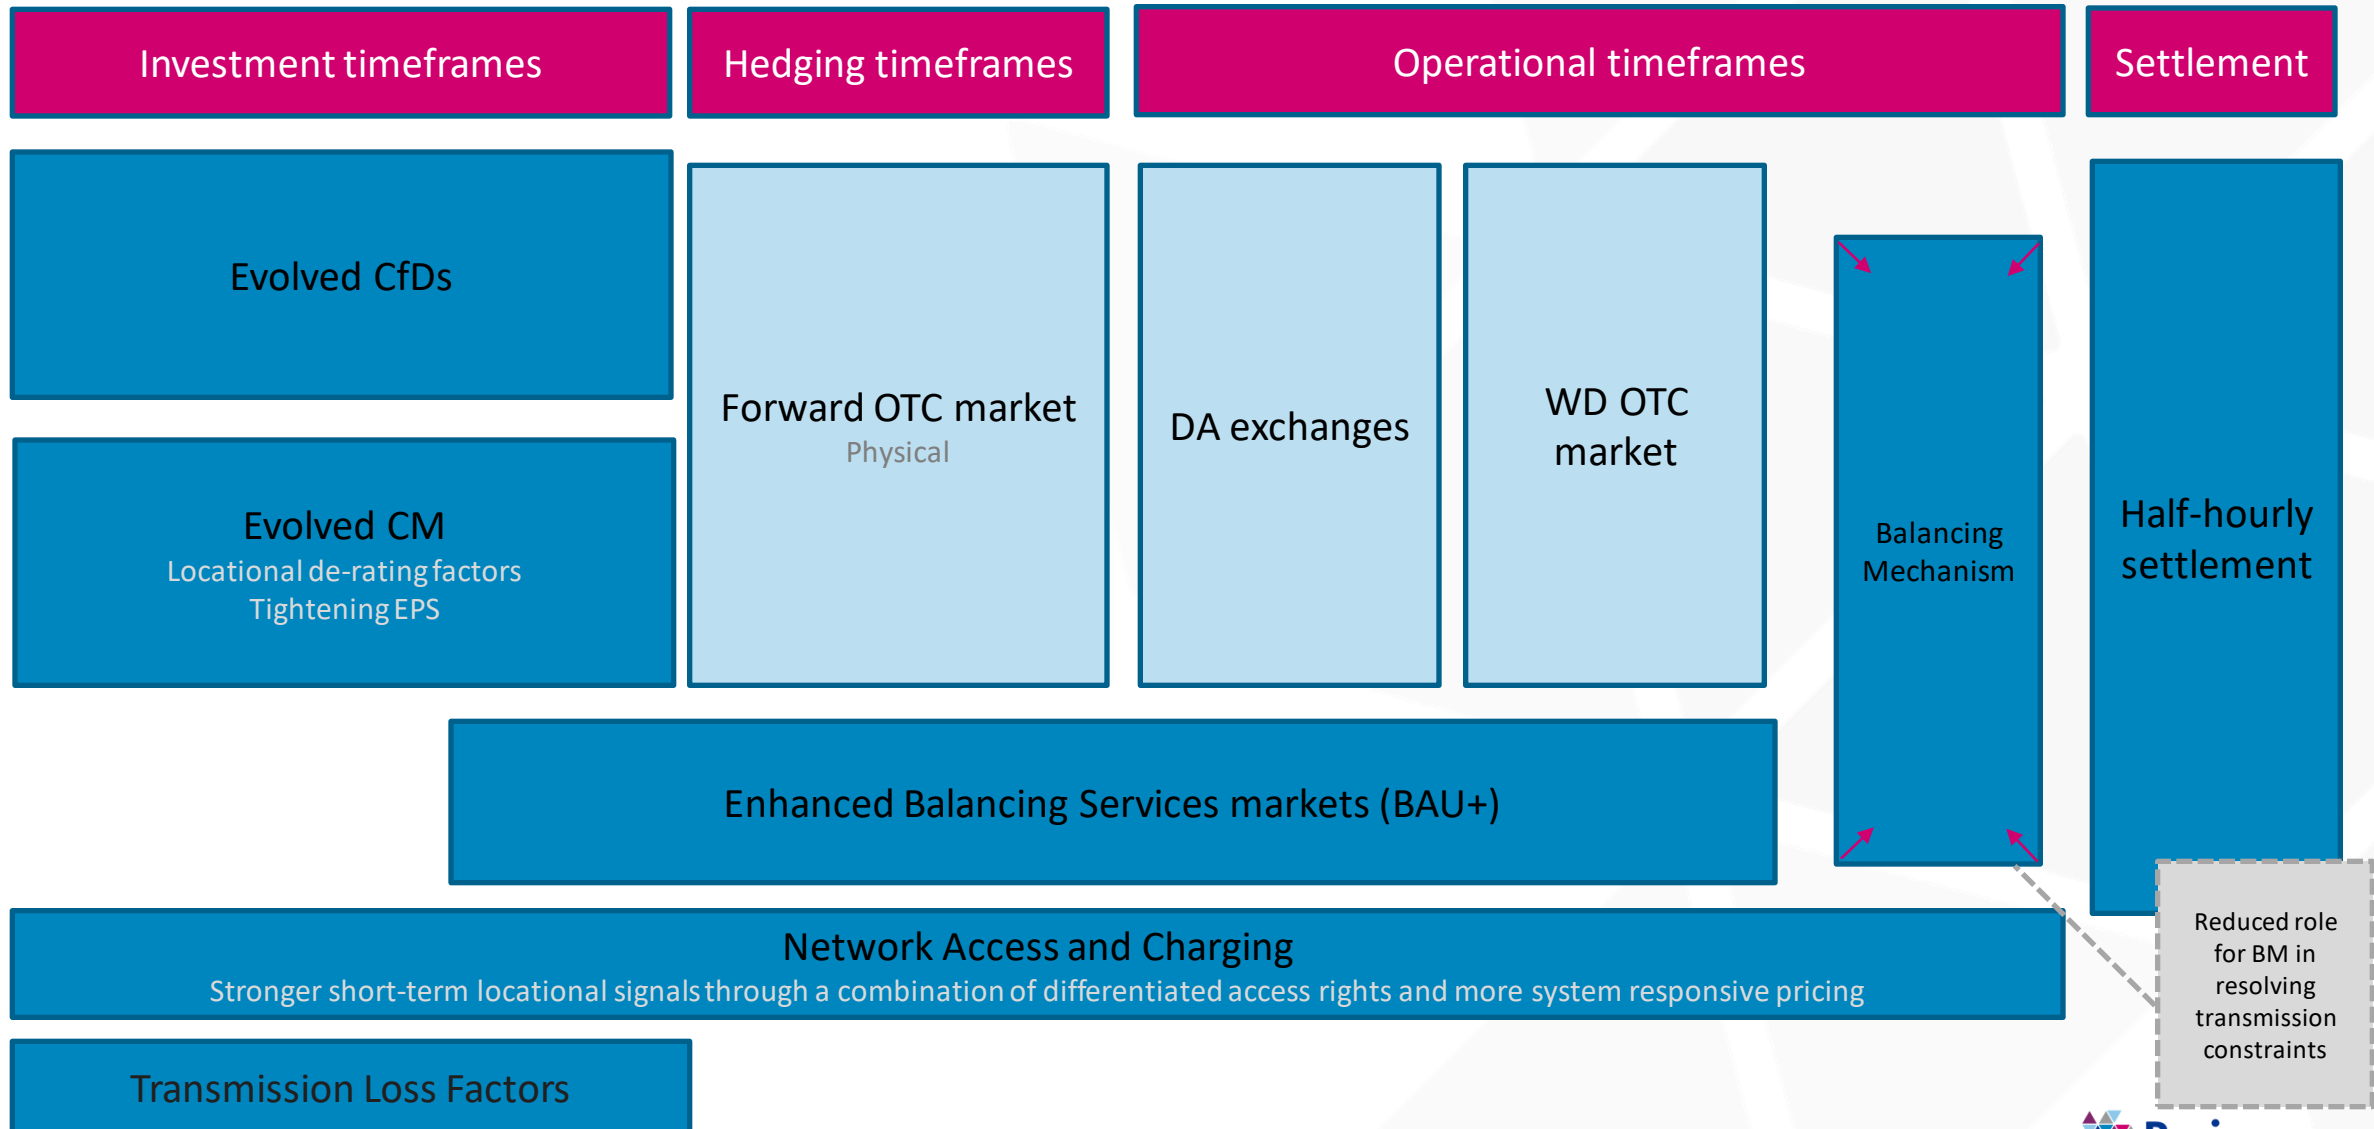 Investment timeframes
Hedging timeframes
Operational timeframes
Settlement
Evolved CfDs
Evolved CM
Locational de-rating factors
Tightening EPS
Forward OTC market
Physical
DA exchanges
WD OTC
market
Balancing
Mechanism
Half-hourly
settlement
Enhanced Balancing Services markets (BAU+)
Network Access and Charging
Stronger short-term locational signals through a combination of differentiated access rights and more system responsive pricing
Reduced role
for BM in
resolving
transmission
constraints
Transmission Loss Factors